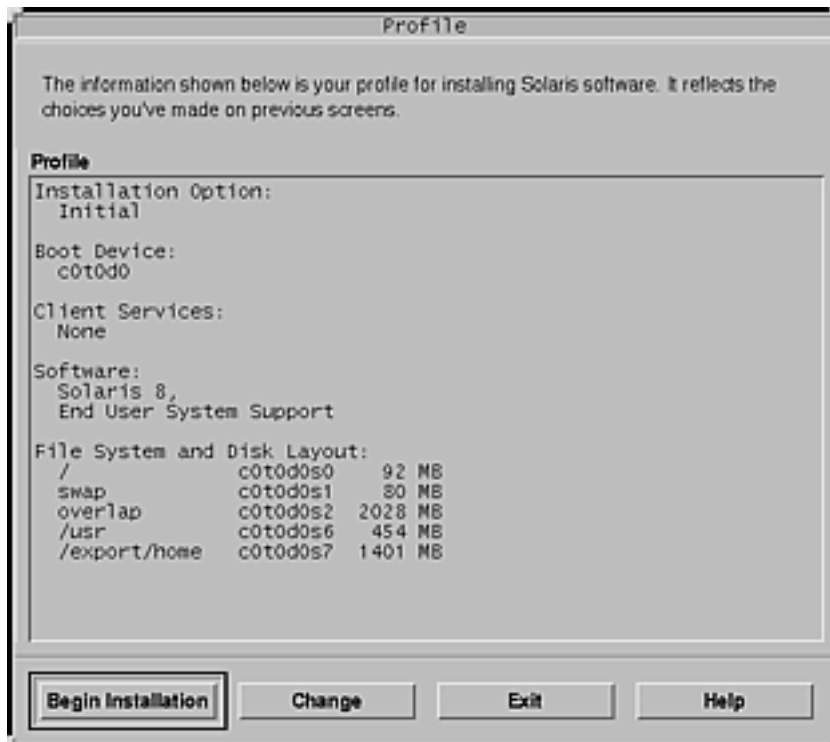 Profile
The information shown below is your profile for installing Solaris software. It reflects the
choices you've made on previous screens.
Profile
Installation Option:
Initial
Boot Device:
c0t0d0
Client Services:
None
Software:
Solaris 8,
End User System Support
File System and Disk Layout:
/ c0t0d0s0 92 MB
swap c0t0d0s1 80 MB
overlap c0t0d0s2 2028 MB
/usr c0t0d0s6 454 MB
/export/home c0t0d0s7 1401 MB
Begin Installation Change Exit Help